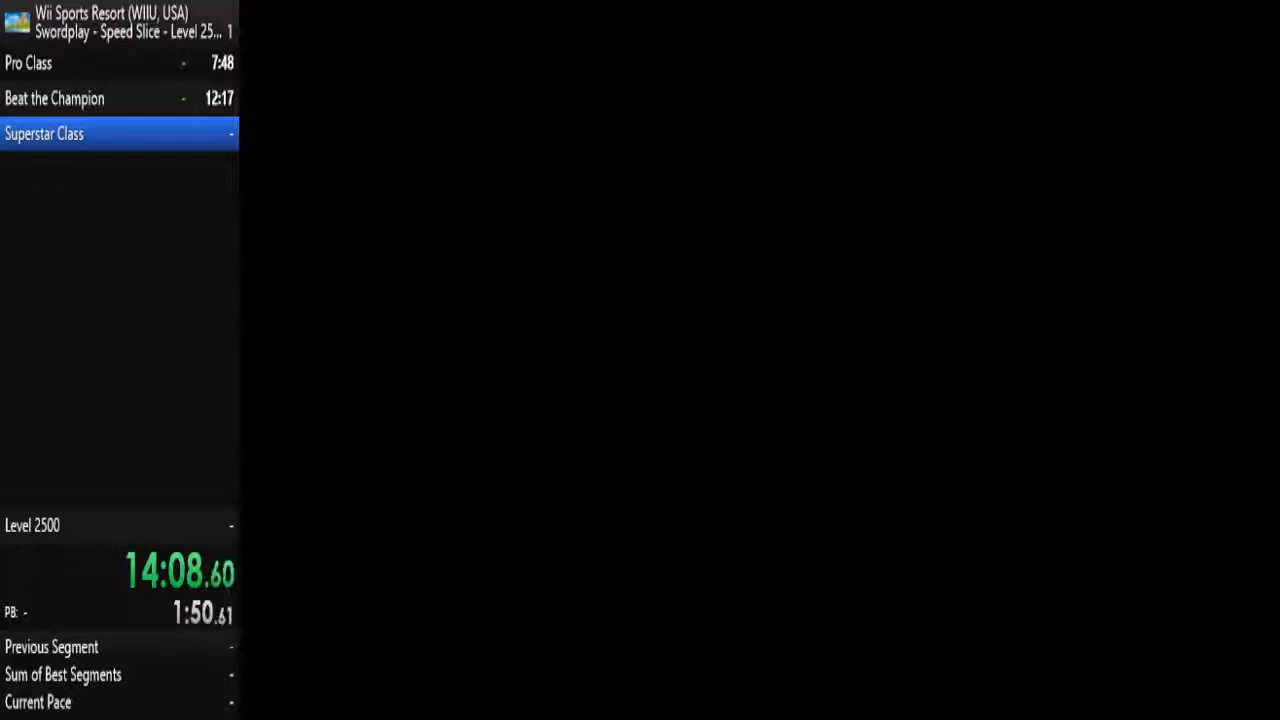 Wii Sports Resort (WIIU, USA)
Swordplay - Speed Slice - Level 25... 1
Pro Class - 7:48
Beat the Champion - 12:17
Superstar Class -
Level 2500 -
14:08.60
PB: - 1:50.61
Previous Segment -
Sum of Best Segments -
Current Pace -